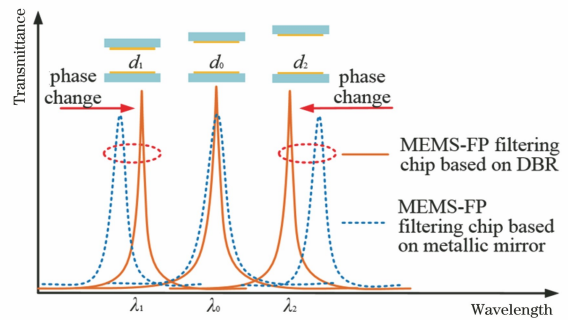 Transmittance
d₁
d₀
d₂
phase
change
phase
change
MEMS-FP filtering
chip based on DBR
MEMS-FP
filtering chip based
on metallic mirror
λ₁
λ₀
λ₂
Wavelength